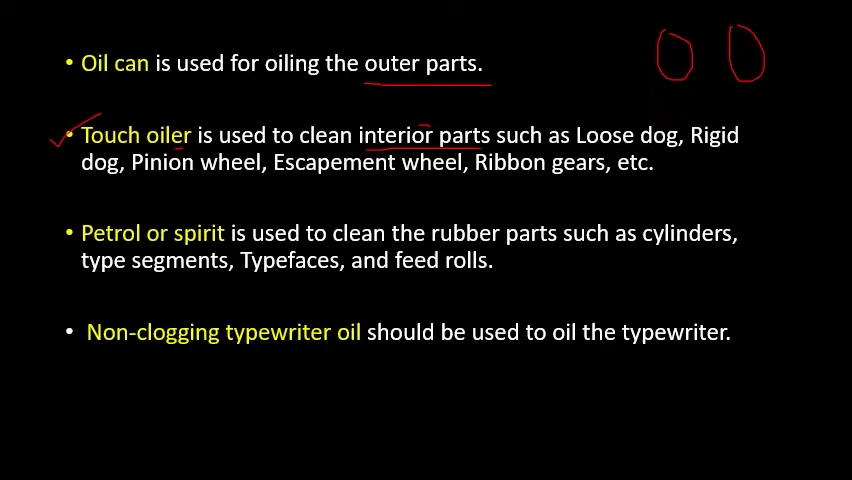 • Oil can is used for oiling the outer parts.
• Touch oiler is used to clean interior parts such as Loose dog, Rigid
dog, Pinion wheel, Escapement wheel, Ribbon gears, etc.
• Petrol or spirit is used to clean the rubber parts such as cylinders,
type segments, Typefaces, and feed rolls.
• Non-clogging typewriter oil should be used to oil the typewriter.